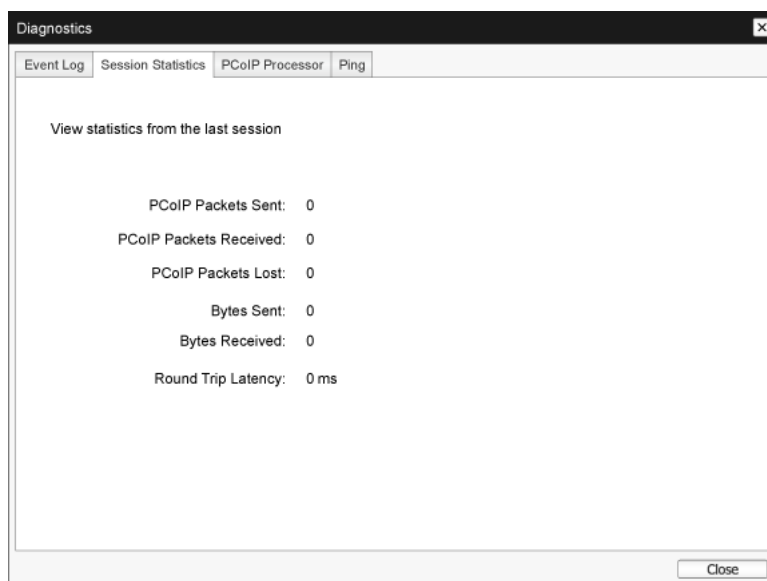 Diagnostics
Event Log Session Statistics PCoIP Processor Ping
View statistics from the last session
PCoIP Packets Sent: 0
PCoIP Packets Received: 0
PCoIP Packets Lost: 0
Bytes Sent: 0
Bytes Received: 0
Round Trip Latency: 0 ms
Close